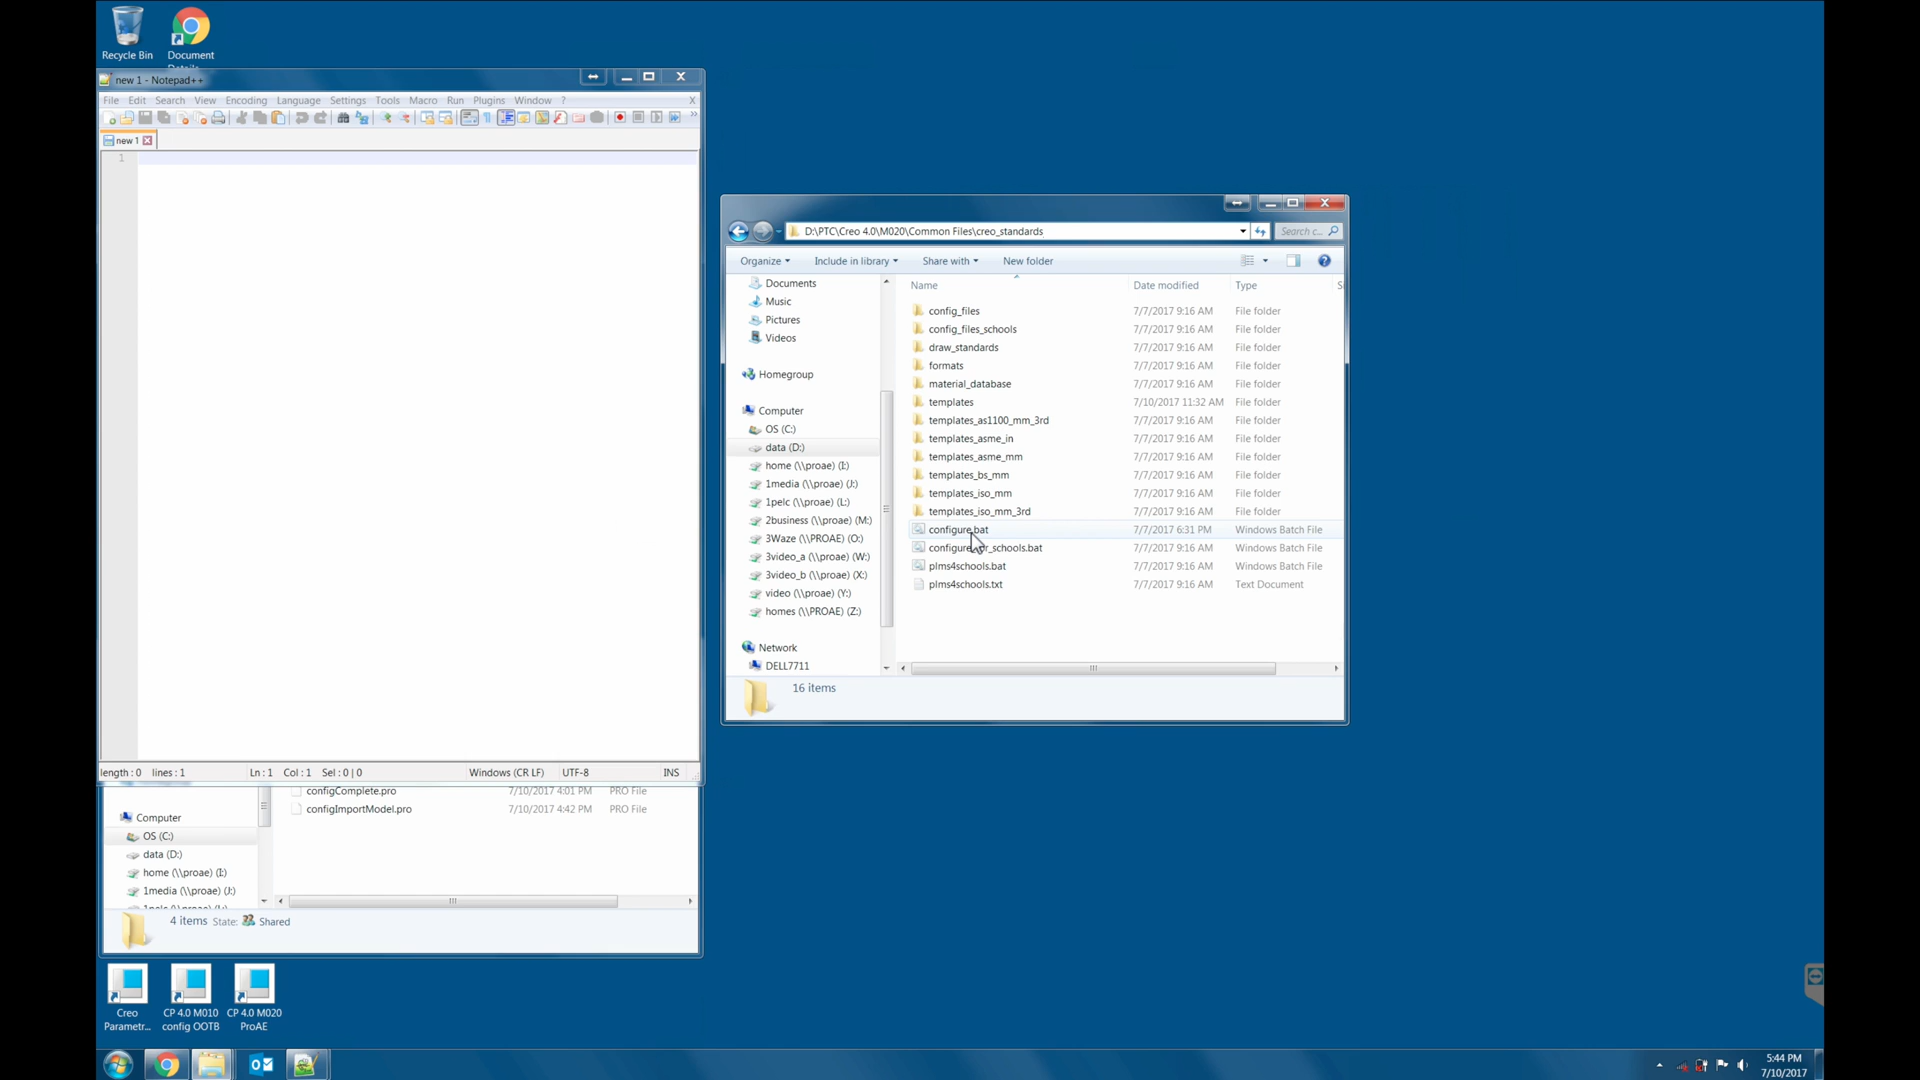 Recycle Bin
Document
new 1 - Notepad++
File Edit Search View Encoding Language Settings Tools Macro Run Plugins Window ?
X
new 1
1
length : 0 lines : 1 Ln : 1 Col : 1 Sel : 0 | 0 Windows (CR LF) UTF-8 INS
D:\PTC\Creo 4.0\M020\Common Files\creo_standards
Search c...
Organize Include in library Share with New folder
Name Date modified Type
Documents
Music
Pictures
Videos
Homegroup
Computer
OS (C:)
data (D:)
home (\\proae) (I:)
1media (\\proae) (J:)
1pelc (\\proae) (L:)
2business (\\proae) (M:)
3Waze (\\PROAE) (O:)
3video_a (\\proae) (W:)
3video_b (\\proae) (X:)
video (\\proae) (Y:)
homes (\\PROAE) (Z:)
Network
DELL7711
config_files 7/7/2017 9:16 AM File folder
config_files_schools 7/7/2017 9:16 AM File folder
draw_standards 7/7/2017 9:16 AM File folder
formats 7/7/2017 9:16 AM File folder
material_database 7/7/2017 9:16 AM File folder
templates 7/10/2017 11:32 AM File folder
templates_as1100_mm_3rd 7/7/2017 9:16 AM File folder
templates_asme_in 7/7/2017 9:16 AM File folder
templates_asme_mm 7/7/2017 9:16 AM File folder
templates_bs_mm 7/7/2017 9:16 AM File folder
templates_iso_mm 7/7/2017 9:16 AM File folder
templates_iso_mm_3rd 7/7/2017 9:16 AM File folder
configure.bat 7/7/2017 6:31 PM Windows Batch File
7/7/2017 9:16 AM Windows Batch File
plms4schools.bat 7/7/2017 9:16 AM Windows Batch File
plms4schools.txt 7/7/2017 9:16 AM Text Document
16 items
configComplete.pro 7/10/2017 4:01 PM PRO File
configImportModel.pro 7/10/2017 4:42 PM PRO File
Computer
OS (C:)
data (D:)
home (\\proae) (I:)
1media (\\proae) (J:)
4 items State: Shared
Creo
Parametr...
CP 4.0 M010
config OOTB
CP 4.0 M020
ProAE
5:44 PM
7/10/2017